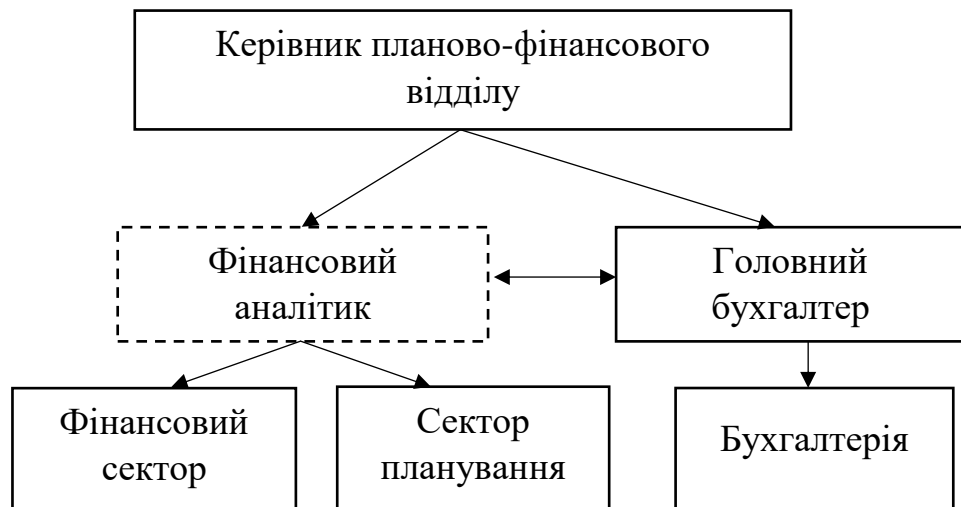 Керівник планово-фінансового
відділу
Фінансовий
аналітик
Головний
бухгалтер
Фінансовий
сектор
Сектор
планування
Бухгалтерія